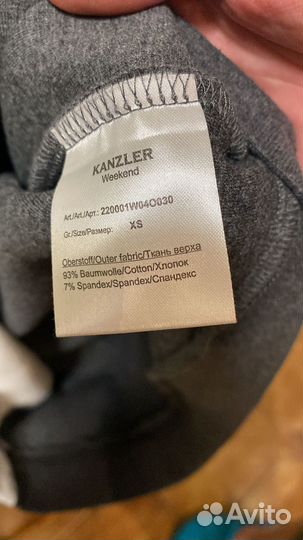 KANZLER
Weekend
Art./Art./Арт.: 220001W04O030
Gr./Size/Размер: XS
Oberstoff/Outer fabric/Ткань верха
93% Baumwolle/Cotton/Хлопок
7% Spandex/Spandex/Спандекс
Avito